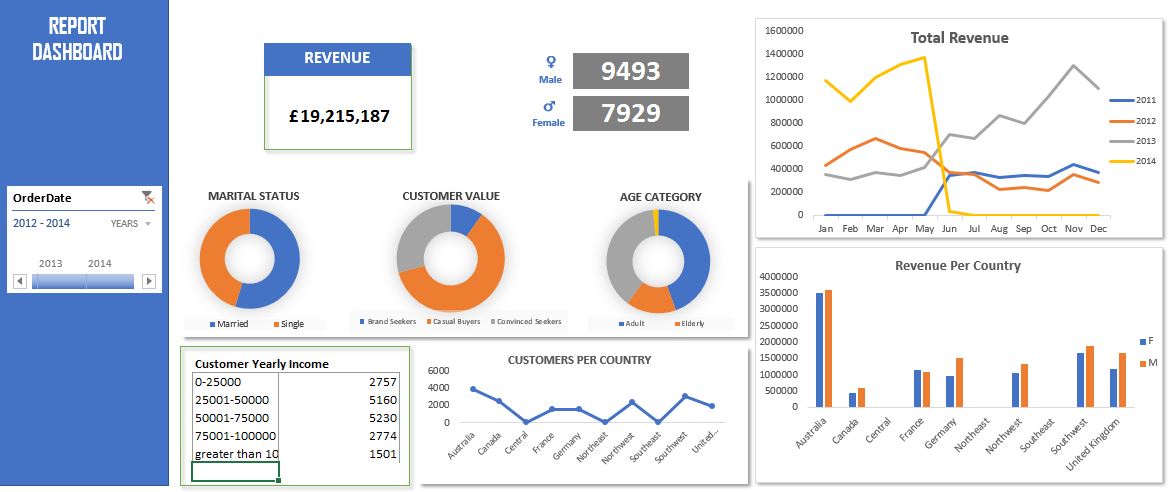 REPORT
DASHBOARD
OrderDate
2012 - 2014
YEARS
2013
2014
REVENUE
£19,215,187
Male
9493
Female
7929
MARITAL STATUS
Married
Single
CUSTOMER VALUE
Brand Seekers
Casual Buyers
Convinced Seekers
AGE CATEGORY
Adult
Elderly
Customer Yearly Income
0-25000 2757
25001-50000 5160
50001-75000 5230
75001-100000 2774
greater than 10 1501
CUSTOMERS PER COUNTRY
6000
4000
2000
0
Australia
Canada
Central
France
Germany
Northeast
Northwest
Southeast
Southwest
United...
Total Revenue
1600000
1400000
1200000
1000000
800000
600000
400000
200000
0
Jan Feb Mar Apr May Jun Jul Aug Sep Oct Nov Dec
2011
2012
2013
2014
Revenue Per Country
4000000
3500000
3000000
2500000
2000000
1500000
1000000
500000
0
Australia
Canada
Central
France
Germany
Northeast
Northwest
Southeast
Southwest
United Kingdom
F
M